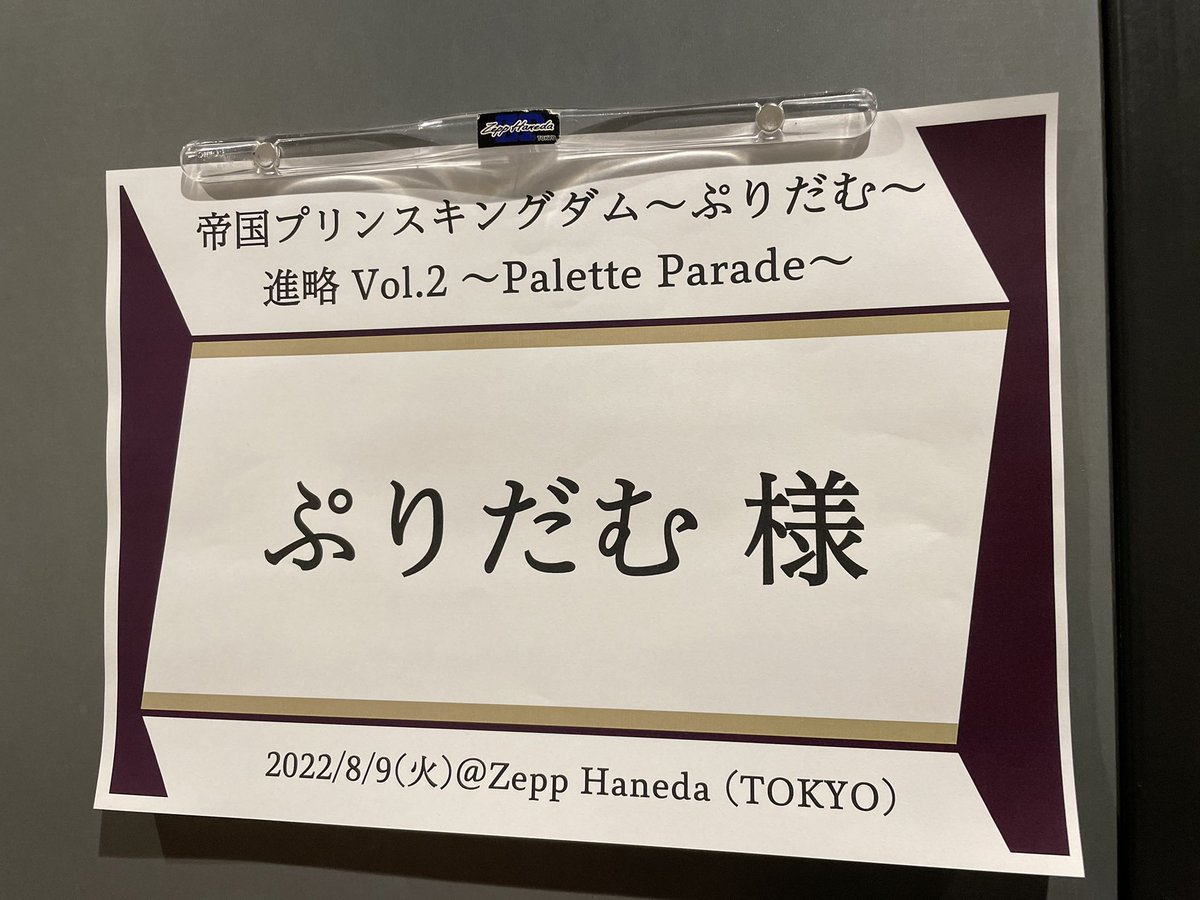 Zepp Haneda
TOKYO
帝国プリンスキングダム～ぷりだむ～
進略 Vol.2 ～Palette Parade～
ぷりだむ 様
2022/8/9(火)@Zepp Haneda (TOKYO)